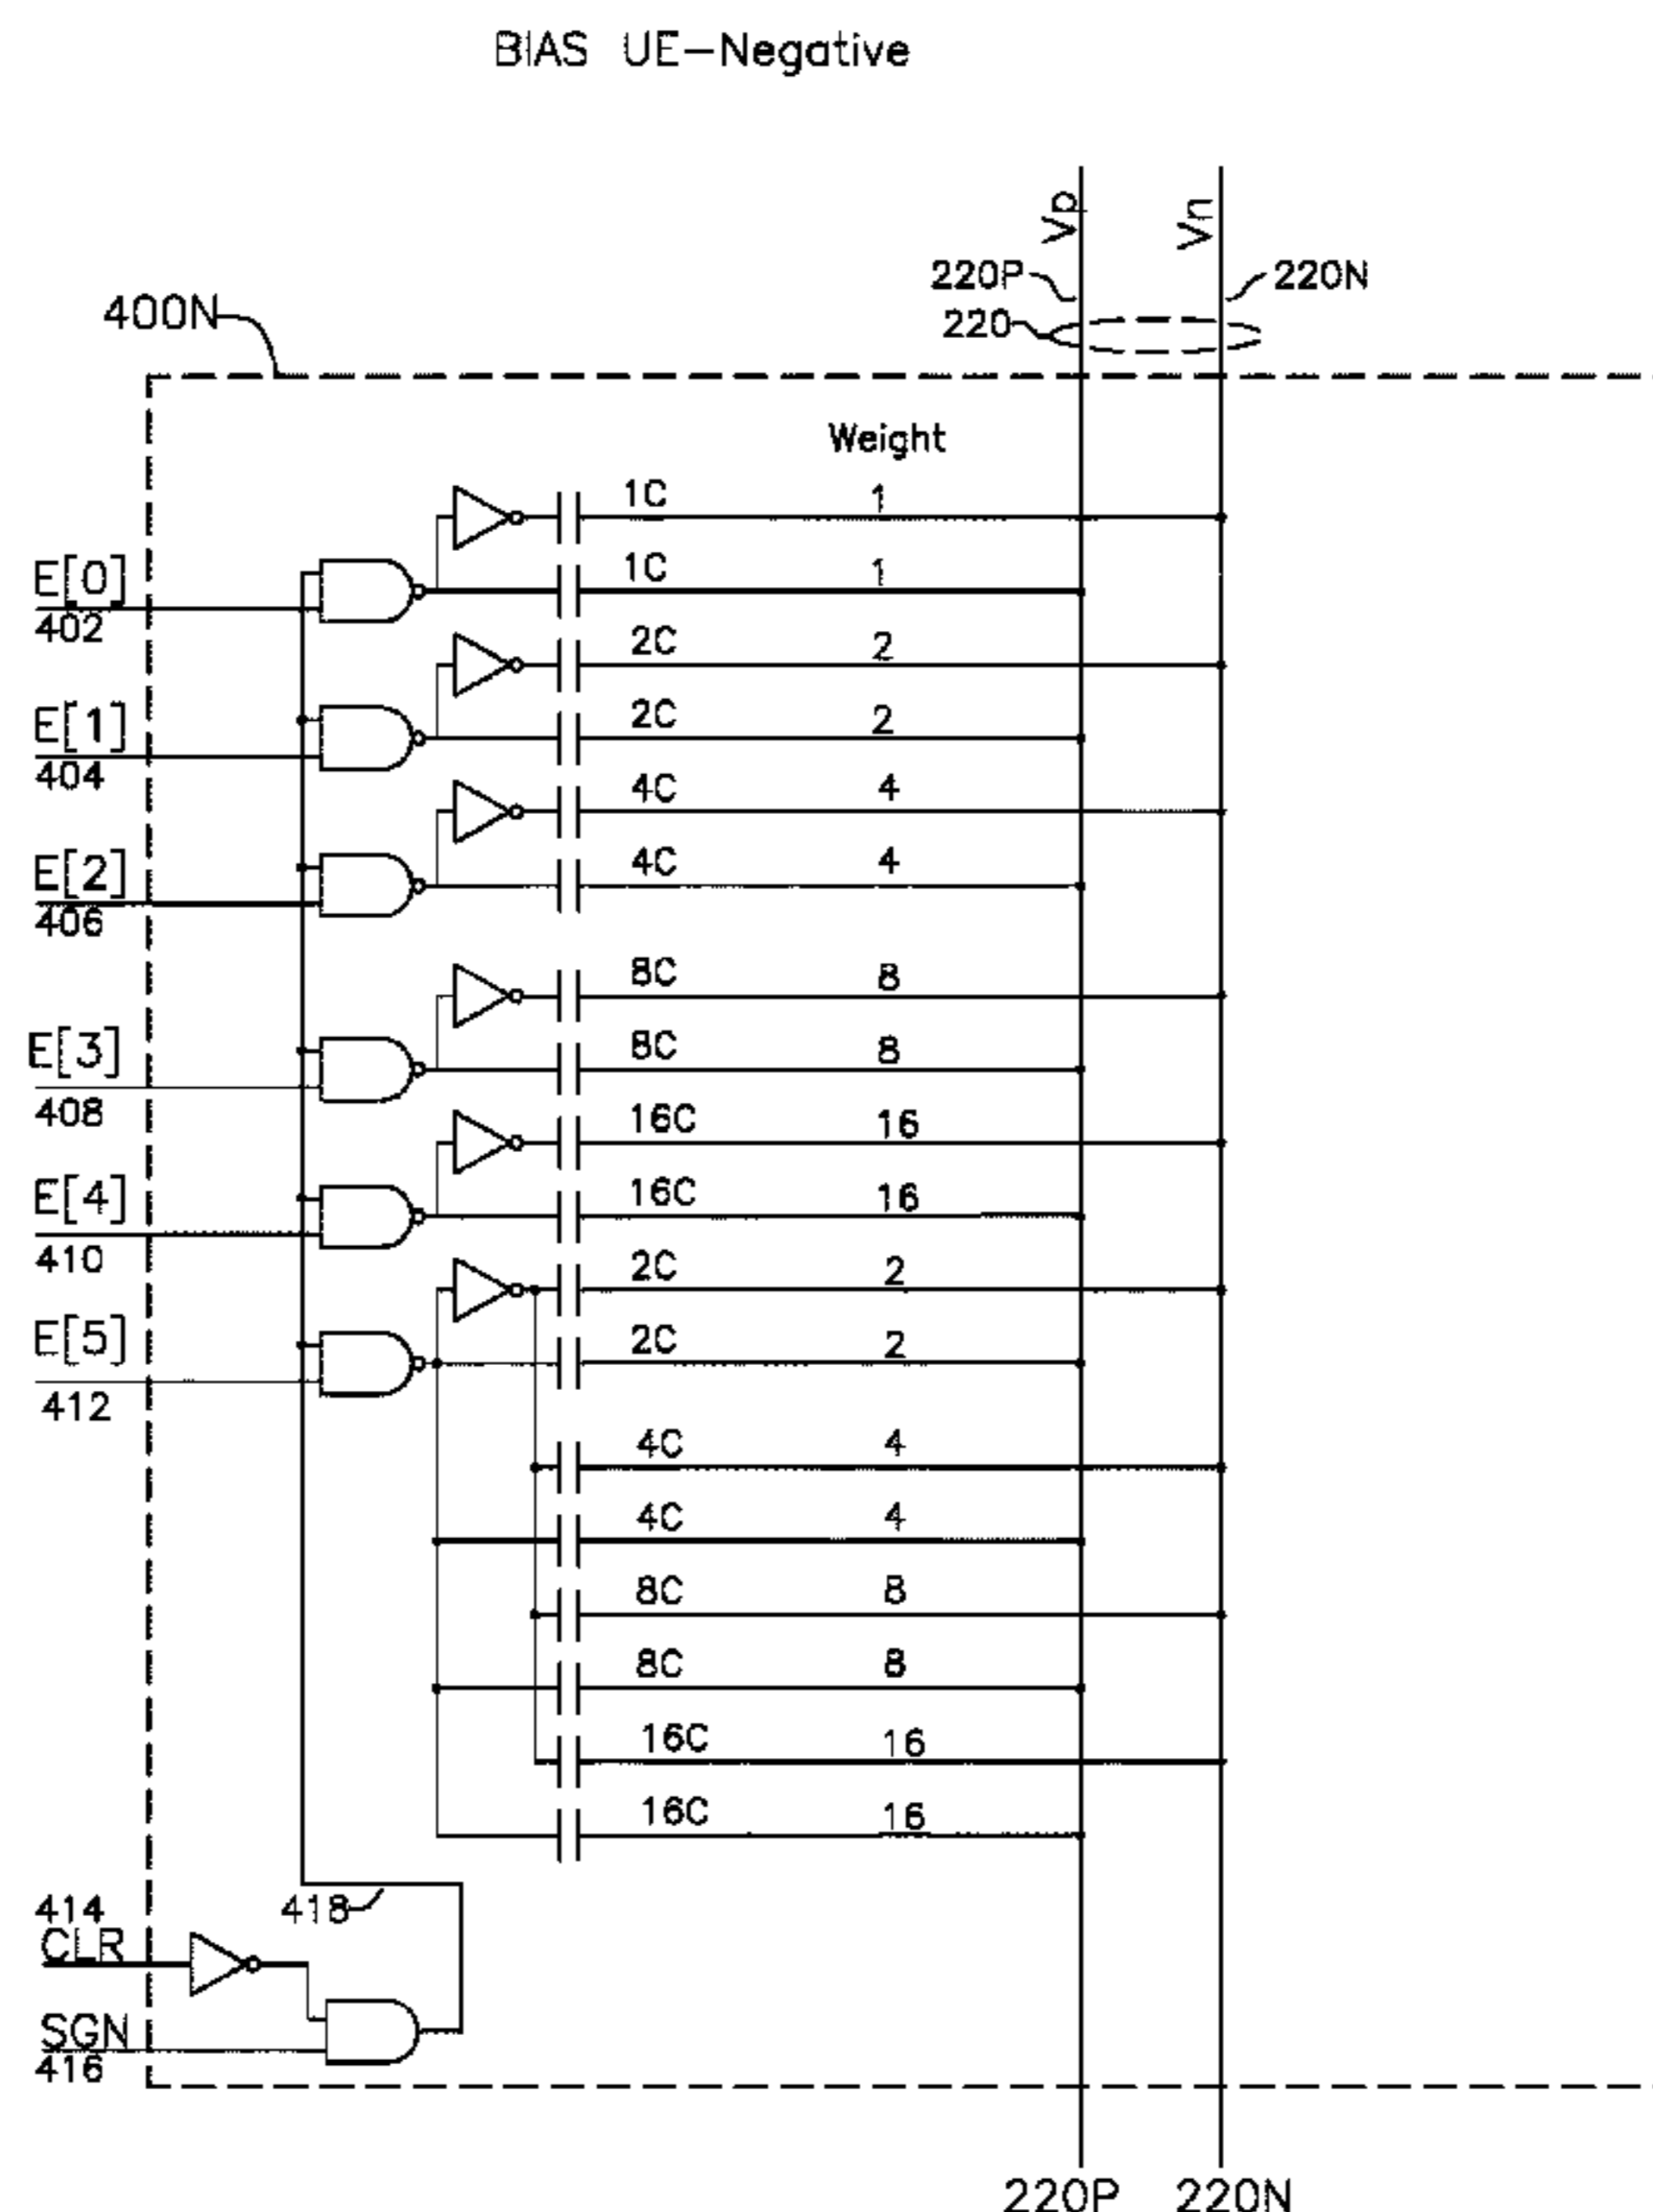 BIAS UE-Negative
Vp
Vn
220P
220N
220
400N
Weight
1C 1
E[0]
1C 1
402
2C 2
E[1]
2C 2
404
4C 4
E[2]
4C 4
406
8C 8
E[3]
8C 8
408
16C 16
E[4]
16C 16
410
2C 2
E[5]
2C 2
412
4C 4
4C 4
8C 8
8C 8
16C 16
16C 16
414
418
CLR
SGN
416
220P 220N